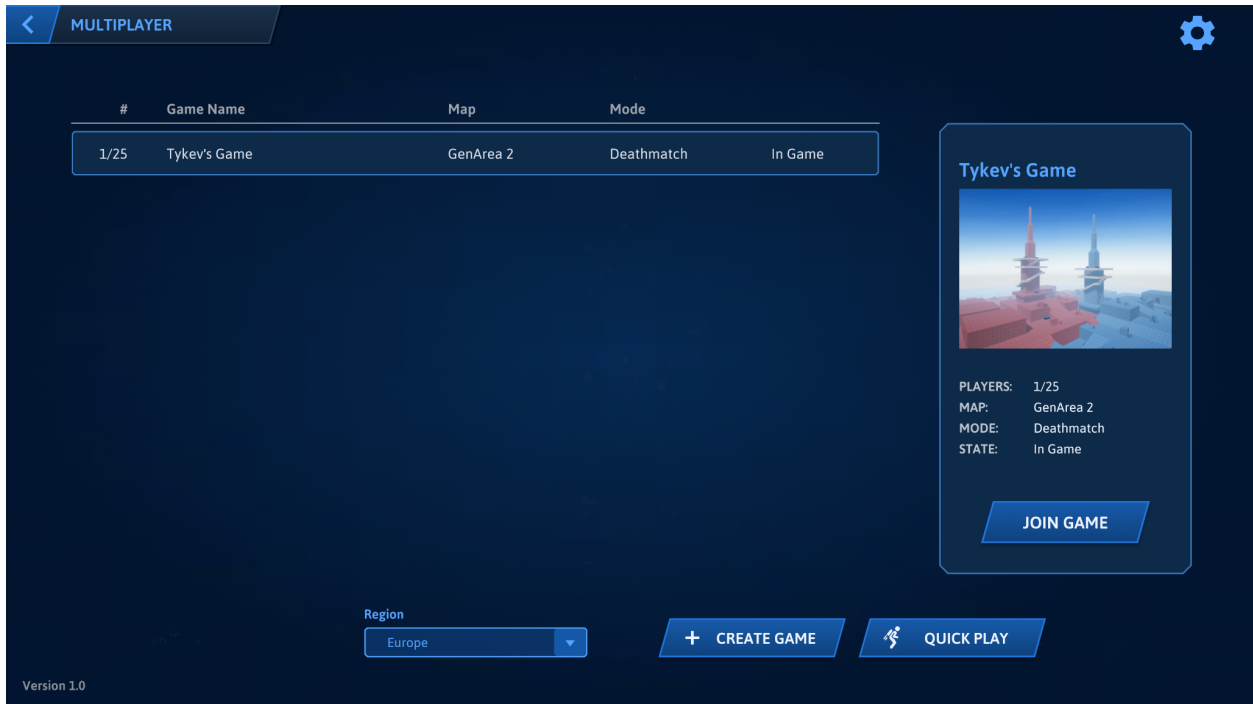 MULTIPLAYER
# Game Name Map Mode
1/25 Tykev's Game GenArea 2 Deathmatch In Game
Tykev's Game
PLAYERS: 1/25
MAP: GenArea 2
MODE: Deathmatch
STATE: In Game
JOIN GAME
Region
Europe
+ CREATE GAME
QUICK PLAY
Version 1.0